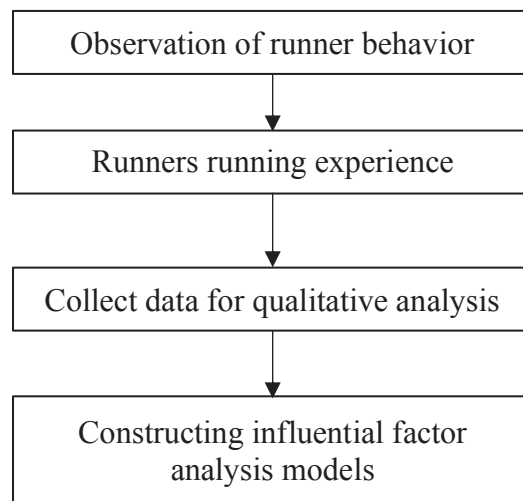 Observation of runner behavior
Runners running experience
Collect data for qualitative analysis
Constructing influential factor
analysis models